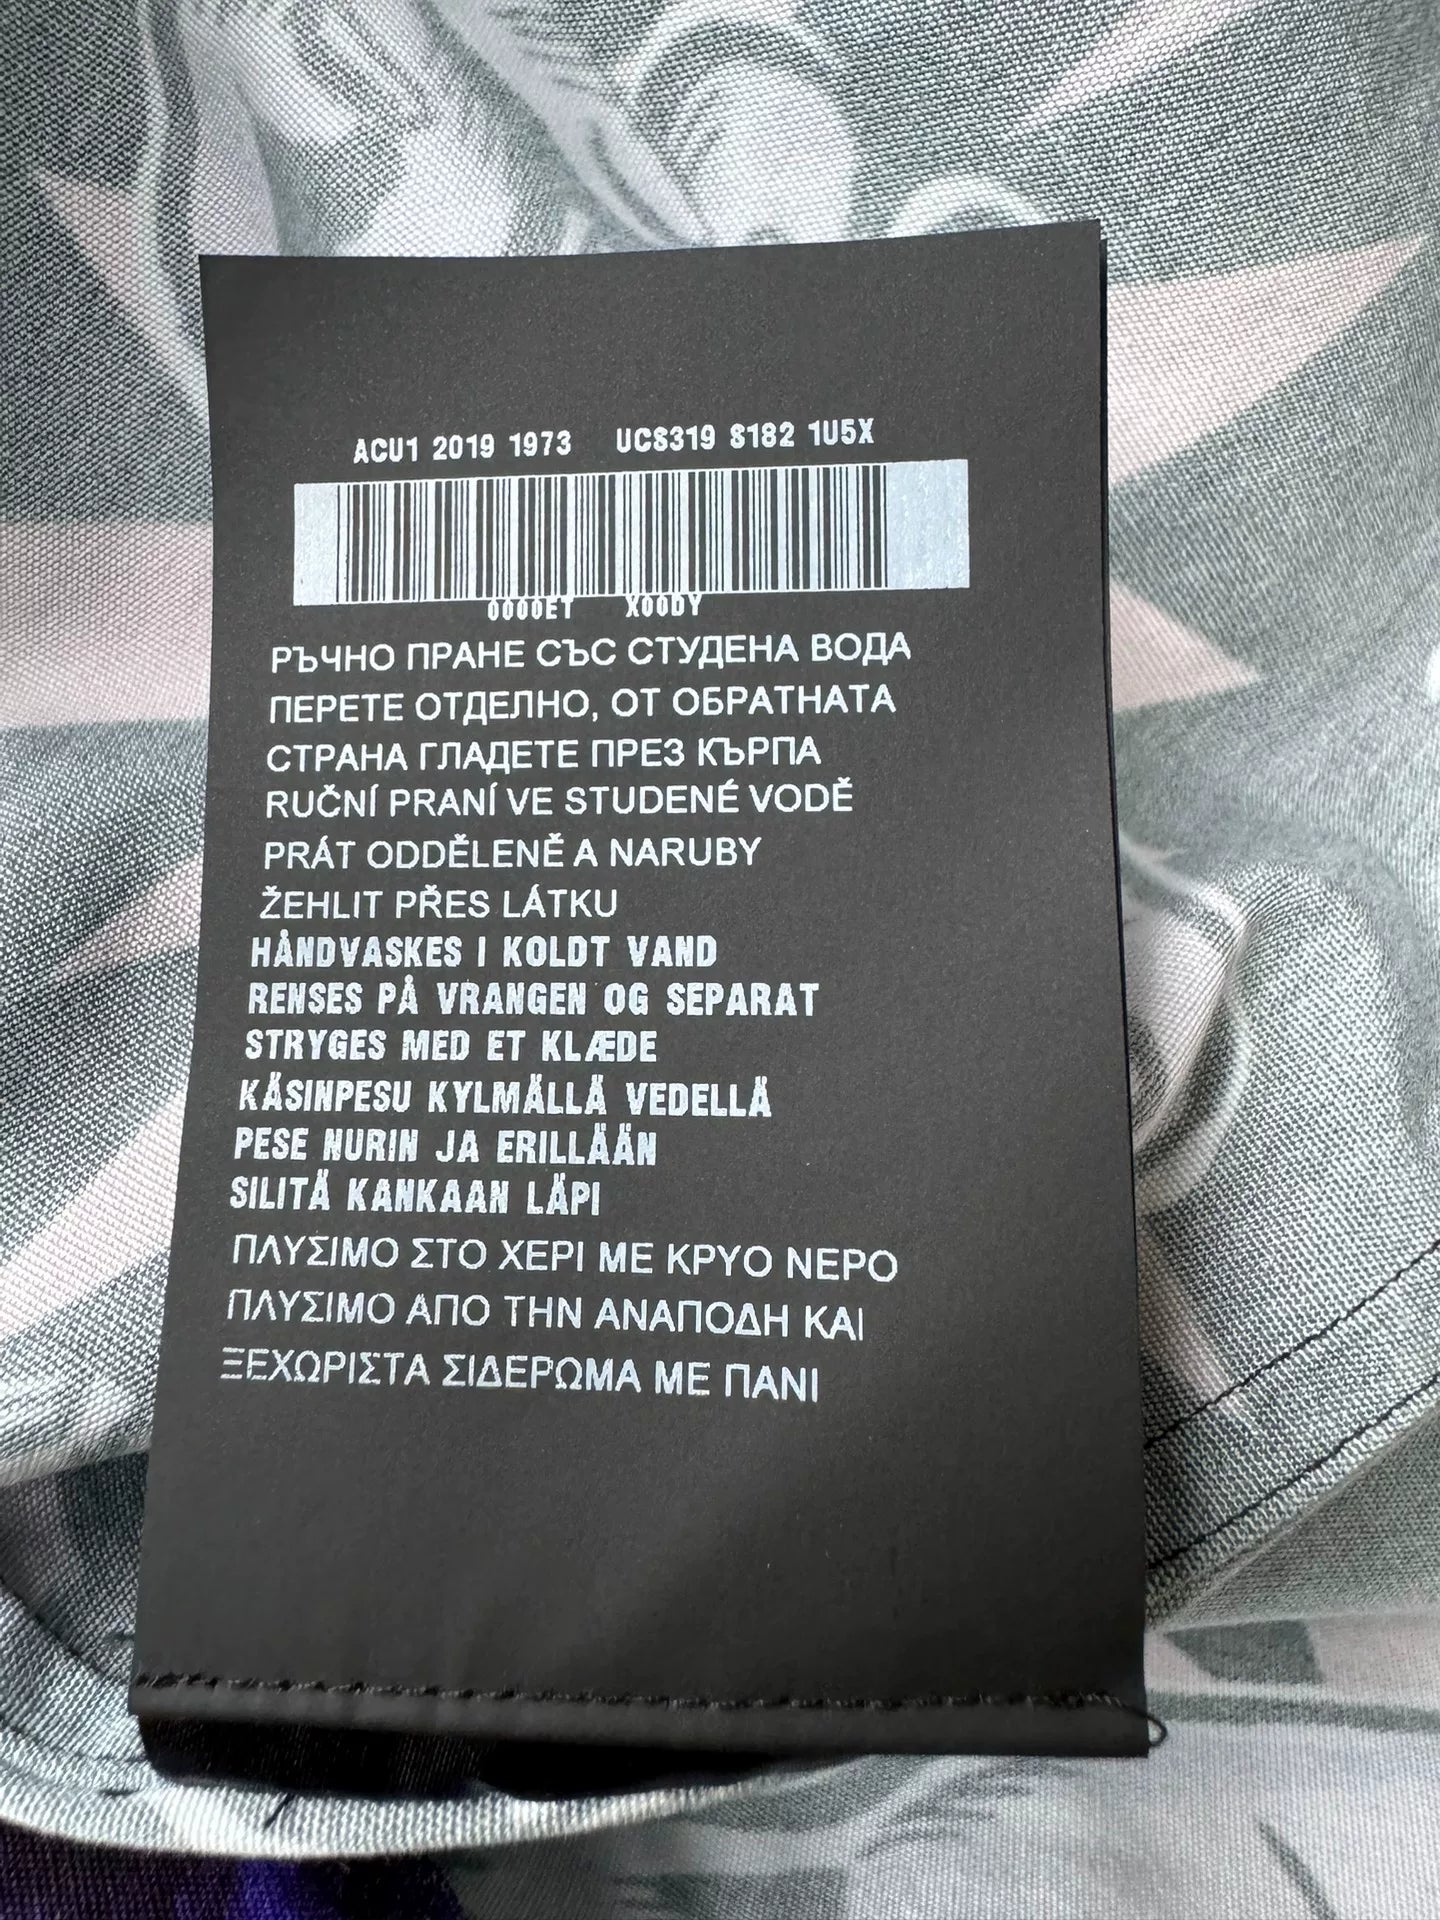 ACU1 2019 1973 UC8319 8182 1U5X
0000ET X00DY
РЪЧНО ПРАНЕ СЪС СТУДЕНА ВОДА
ПЕРЕТЕ ОТДЕЛНО, ОТ ОБРАТНАТА
СТРАНА ГЛАДЕТЕ ПРЕЗ КЪРПА
RUČNÍ PRANÍ VE STUDENÉ VODĚ
PRÁT ODDĚLENĚ A NARUBY
ŽEHLIT PŘES LÁTKU
HÅNDVASKES I KOLDT VAND
RENSES PÅ VRANGEN OG SEPARAT
STRYGES MED ET KLÆDE
KÄSINPESU KYLMÄLLÄ VEDELLÄ
PESE NURIN JA ERILLÄÄN
SILITÄ KANKAAN LÄPI
ΠΛΥΣΙΜΟ ΣΤΟ ΧΕΡΙ ΜΕ ΚΡΥΟ ΝΕΡΟ
ΠΛΥΣΙΜΟ ΑΠΟ ΤΗΝ ΑΝΑΠΟΔΗ ΚΑΙ
ΞΕΧΩΡΙΣΤΑ ΣΙΔΕΡΩΜΑ ΜΕ ΠΑΝΙ